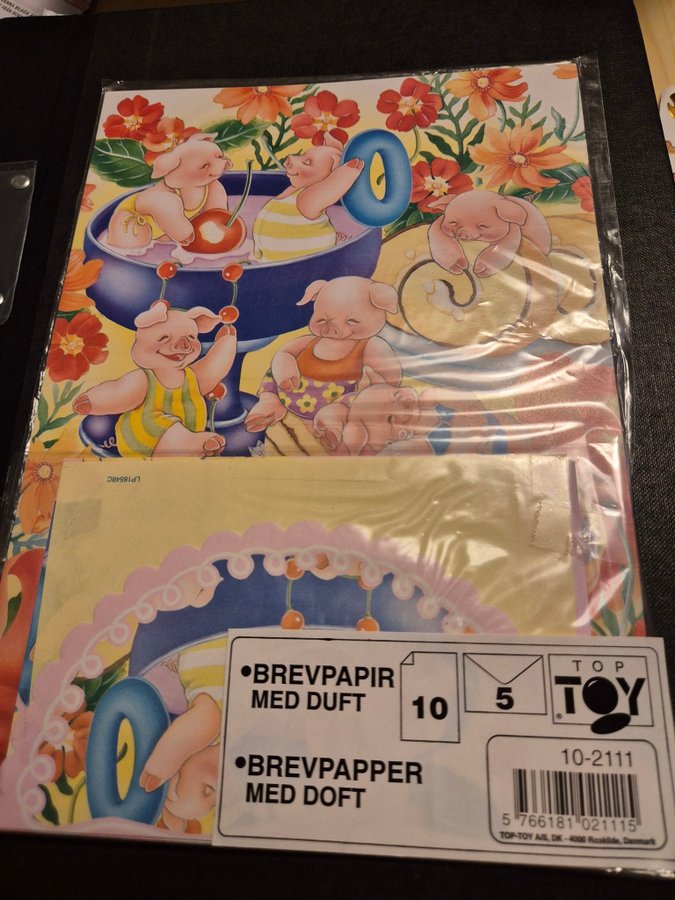 LP18548C
•BREVPAPIR
MED DUFT
10
5
TOP
TOY
®
•BREVPAPPER
MED DOFT
10-2111
5 766181 021115
TOP-TOY A/S, DK - 4000 Roskilde, Danmark